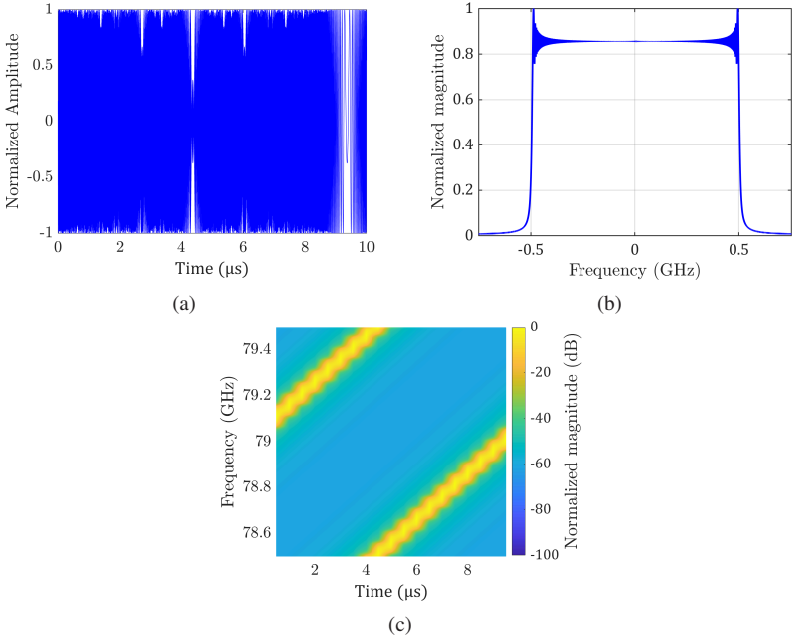 Normalized Amplitude
1
0.5
0
-0.5
-1
0 2 4 6 8 10
Time (μs)
(a)
Normalized magnitude
1
0.8
0.6
0.4
0.2
0
-0.5 0 0.5
Frequency (GHz)
(b)
Frequency (GHz)
79.4
79.2
79
78.8
78.6
2 4 6 8
Time (μs)
0
-20
-40
-60
-80
-100
Normalized magnitude (dB)
(c)